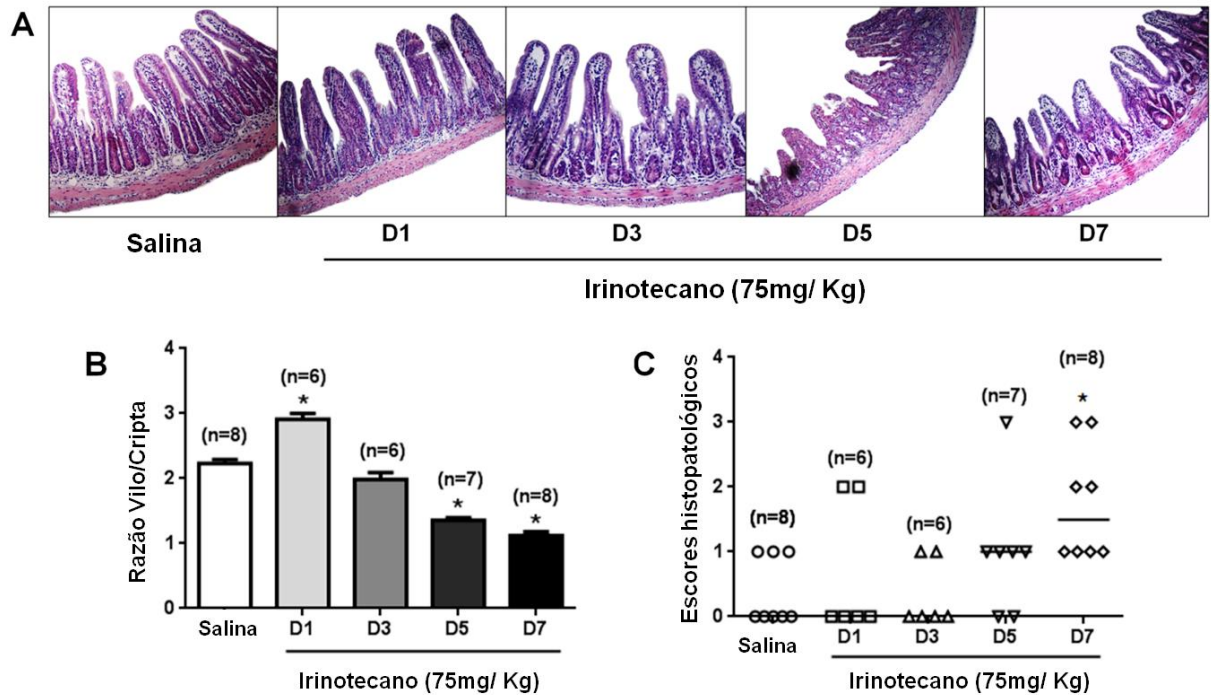 A
Salina
D1
D3
D5
D7
Irinotecano (75mg/ Kg)
B
Razão Vilo/Cripta
4
3
2
1
0
(n=8)
(n=6)
*
(n=6)
(n=7)
*
(n=8)
*
Salina
D1
D3
D5
D7
Irinotecano (75mg/ Kg)
C
Escores histopatológicos
4
3
2
1
0
(n=8)
(n=6)
(n=6)
(n=7)
(n=8)
*
Salina
D1
D3
D5
D7
Irinotecano (75mg/ Kg)